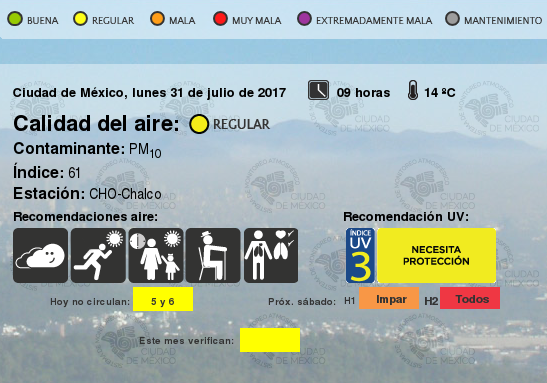 BUENA REGULAR MALA MUY MALA EXTREMADAMENTE MALA MANTENIMIENTO
Ciudad de México, lunes 31 de julio de 2017 09 horas 14 ºC
Calidad del aire: REGULAR
Contaminante: PM10
Índice: 61
Estación: CHO-Chalco
Recomendaciones aire: Recomendación UV:
ÍNDICE UV 3 NECESITA PROTECCIÓN
Hoy no circulan: 5 y 6 Próx. sábado: H1 Impar H2 Todos
Este mes verifican:
CIUDAD DE MÉXICO